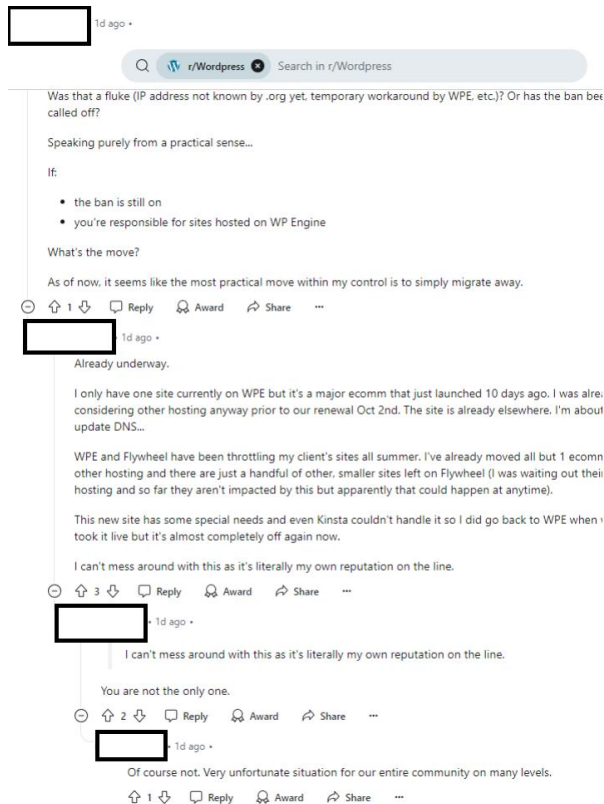 1d ago •
r/Wordpress Search in r/Wordpress
Was that a fluke (IP address not known by .org yet, temporary workaround by WPE, etc.)? Or has the ban
called off?
Speaking purely from a practical sense...
If:
• the ban is still on
• you're responsible for sites hosted on WP Engine
What's the move?
As of now, it seems like the most practical move within my control is to simply migrate away.
1 Reply Award Share ...
1d ago •
Already underway.
I only have one site currently on WPE but it's a major ecomm that just launched 10 days ago. I was
considering other hosting anyway prior to our renewal Oct 2nd. The site is already elsewhere. I'm about
update DNS...
WPE and Flywheel have been throttling my client's sites all summer. I've already moved all but 1
other hosting and there are just a handful of other, smaller sites left on Flywheel (I was waiting out
hosting and so far they aren't impacted by this but apparently that could happen at anytime).
This new site has some special needs and even Kinsta couldn't handle it so I did go back to WPE when
took it live but it's almost completely off again now.
I can't mess around with this as it's literally my own reputation on the line.
3 Reply Award Share ...
• 1d ago •
I can't mess around with this as it's literally my own reputation on the line.
You are not the only one.
2 Reply Award Share ...
• 1d ago •
Of course not. Very unfortunate situation for our entire community on many levels.
1 Reply Award Share ...